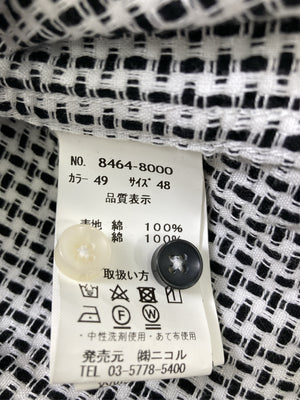 NO. 8464-8000
カラー 49 サイズ 48
品質表示
表地 綿 100%
綿 100%
取扱い方
・中性洗剤使用・あて布使用
発売元 ㈱ニコル
TEL 03-5778-5400